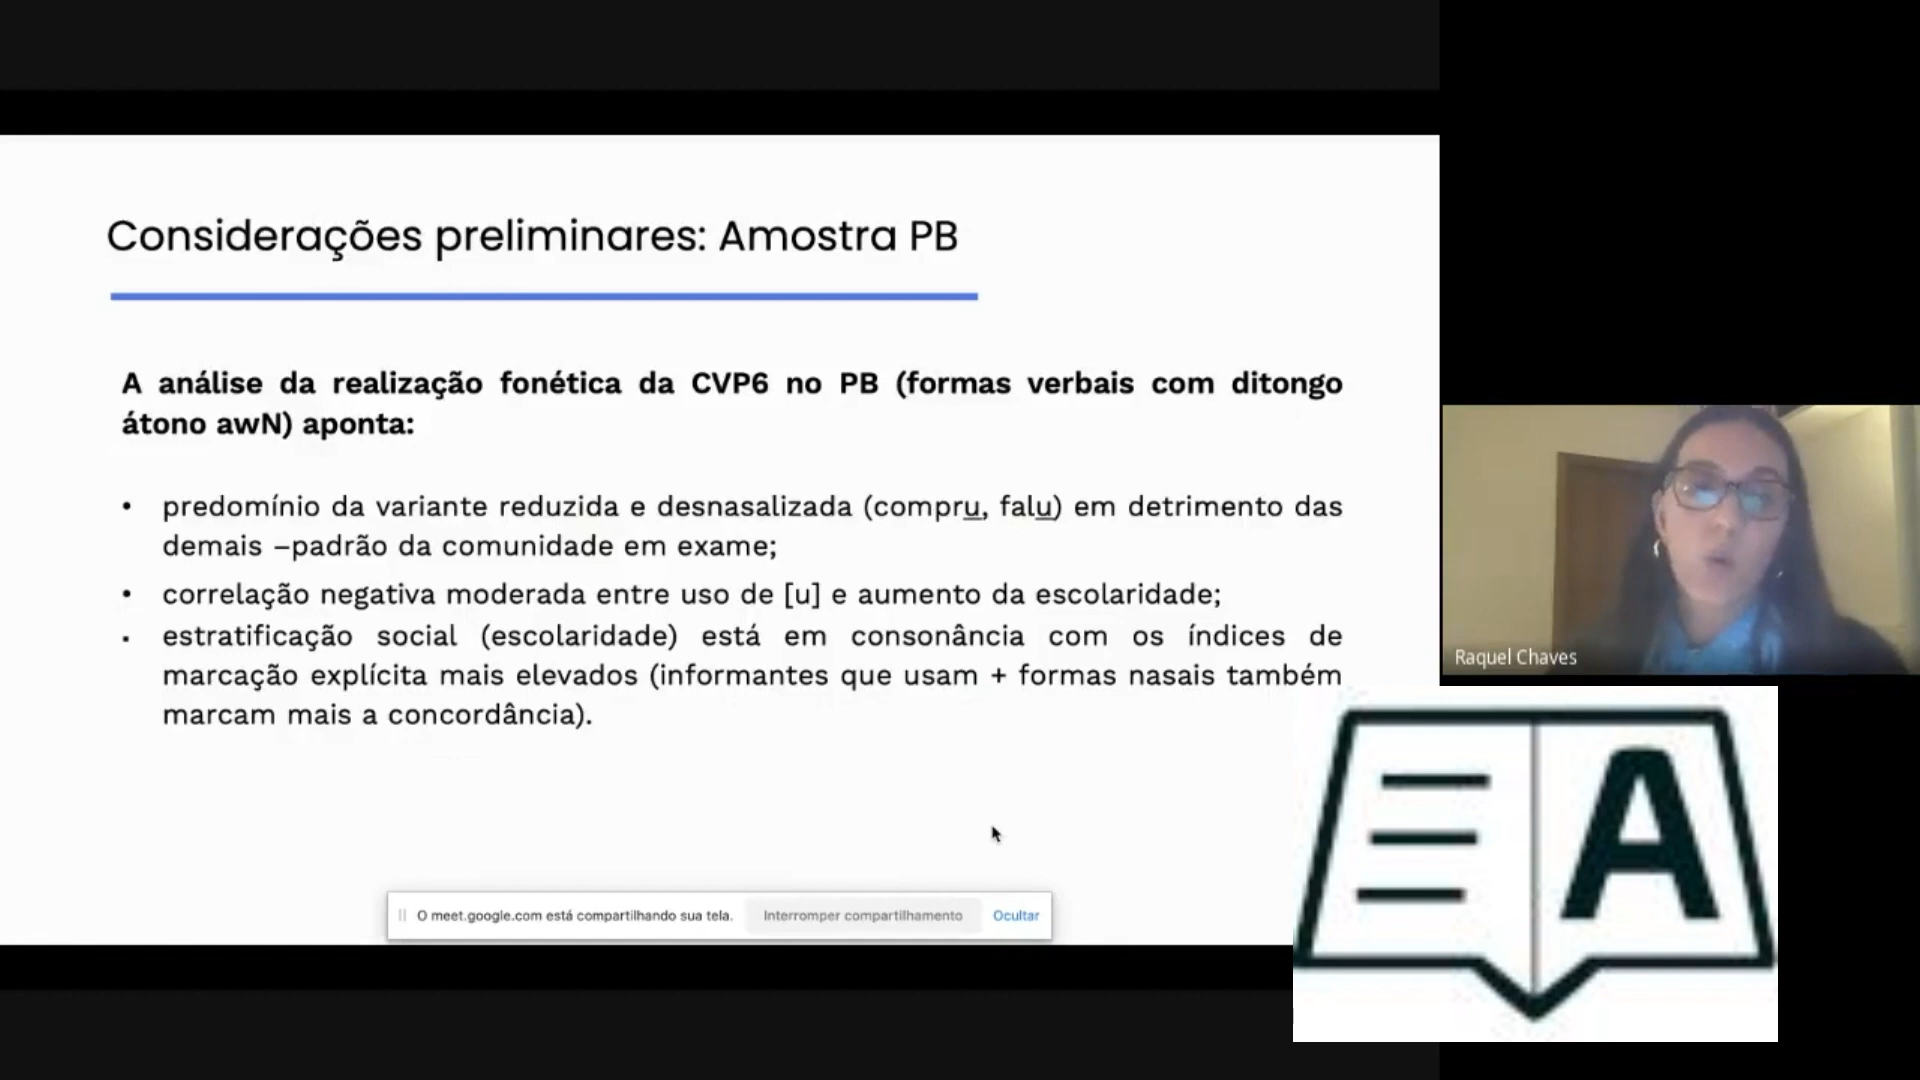 Considerações preliminares: Amostra PB
A análise da realização fonética da CVP6 no PB (formas verbais com ditongo
átono awN) aponta:
• predomínio da variante reduzida e desnasalizada (compru, falu) em detrimento das
demais –padrão da comunidade em exame;
• correlação negativa moderada entre uso de [u] e aumento da escolaridade;
▪ estratificação social (escolaridade) está em consonância com os índices de
marcação explícita mais elevados (informantes que usam + formas nasais também
marcam mais a concordância).
O meet.google.com está compartilhando sua tela. Interromper compartilhamento Ocultar
Raquel Chaves
A